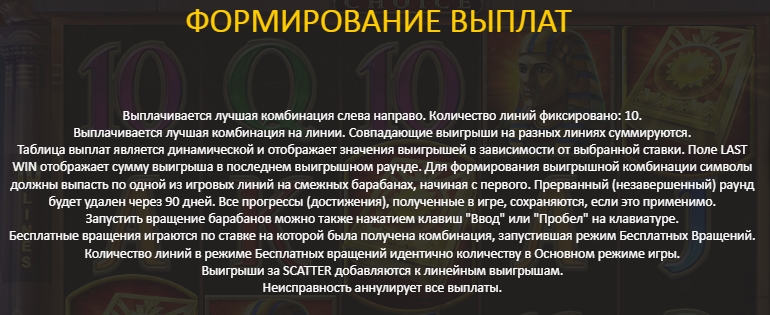 ФОРМИРОВАНИЕ ВЫПЛАТ
Выплачивается лучшая комбинация слева направо. Количество линий фиксировано: 10.
Выплачивается лучшая комбинация на линии. Совпадающие выигрыши на разных линиях суммируются.
Таблица выплат является динамической и отображает значения выигрышей в зависимости от выбранной ставки. Поле LAST
WIN отображает сумму выигрыша в последнем выигрышном раунде. Для формирования выигрышной комбинации символы
должны выпасть по одной из игровых линий на смежных барабанах, начиная с первого. Прерванный (незавершенный) раунд
будет удален через 90 дней. Все прогрессы (достижения), полученные в игре, сохраняются, если это применимо.
Запустить вращение барабанов можно также нажатием клавиш "Ввод" или "Пробел" на клавиатуре.
Бесплатные вращения играются по ставке на которой была получена комбинация, запустившая режим Бесплатных Вращений.
Количество линий в режиме Бесплатных вращений идентично количеству в Основном режиме игры.
Выигрыши за SCATTER добавляются к линейным выигрышам.
Неисправность аннулирует все выплаты.